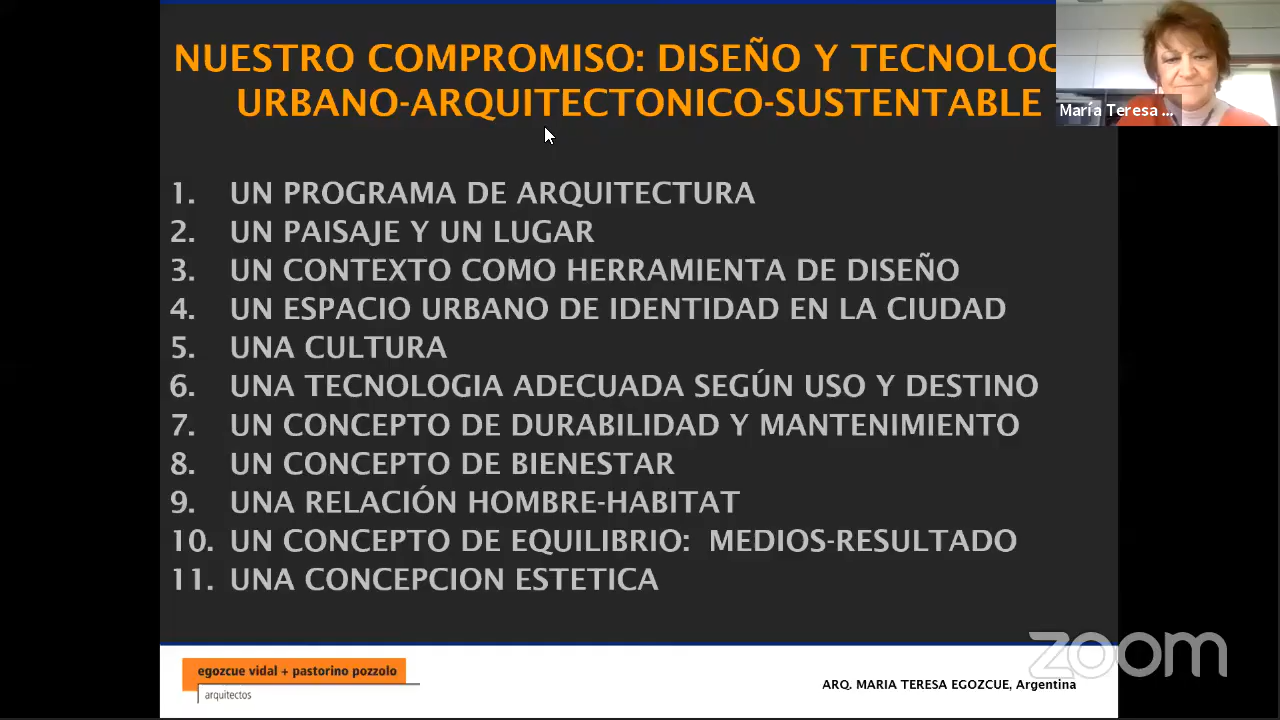 NUESTRO COMPROMISO: DISEÑO Y TECNOLOG
URBANO-ARQUITECTONICO-SUSTENTABLE
María Teresa ...
1. UN PROGRAMA DE ARQUITECTURA
2. UN PAISAJE Y UN LUGAR
3. UN CONTEXTO COMO HERRAMIENTA DE DISEÑO
4. UN ESPACIO URBANO DE IDENTIDAD EN LA CIUDAD
5. UNA CULTURA
6. UNA TECNOLOGIA ADECUADA SEGÚN USO Y DESTINO
7. UN CONCEPTO DE DURABILIDAD Y MANTENIMIENTO
8. UN CONCEPTO DE BIENESTAR
9. UNA RELACIÓN HOMBRE-HABITAT
10. UN CONCEPTO DE EQUILIBRIO: MEDIOS-RESULTADO
11. UNA CONCEPCION ESTETICA
zoom
egozcue vidal + pastorino pozzolo
arquitectos
ARQ. MARIA TERESA EGOZCUE, Argentina